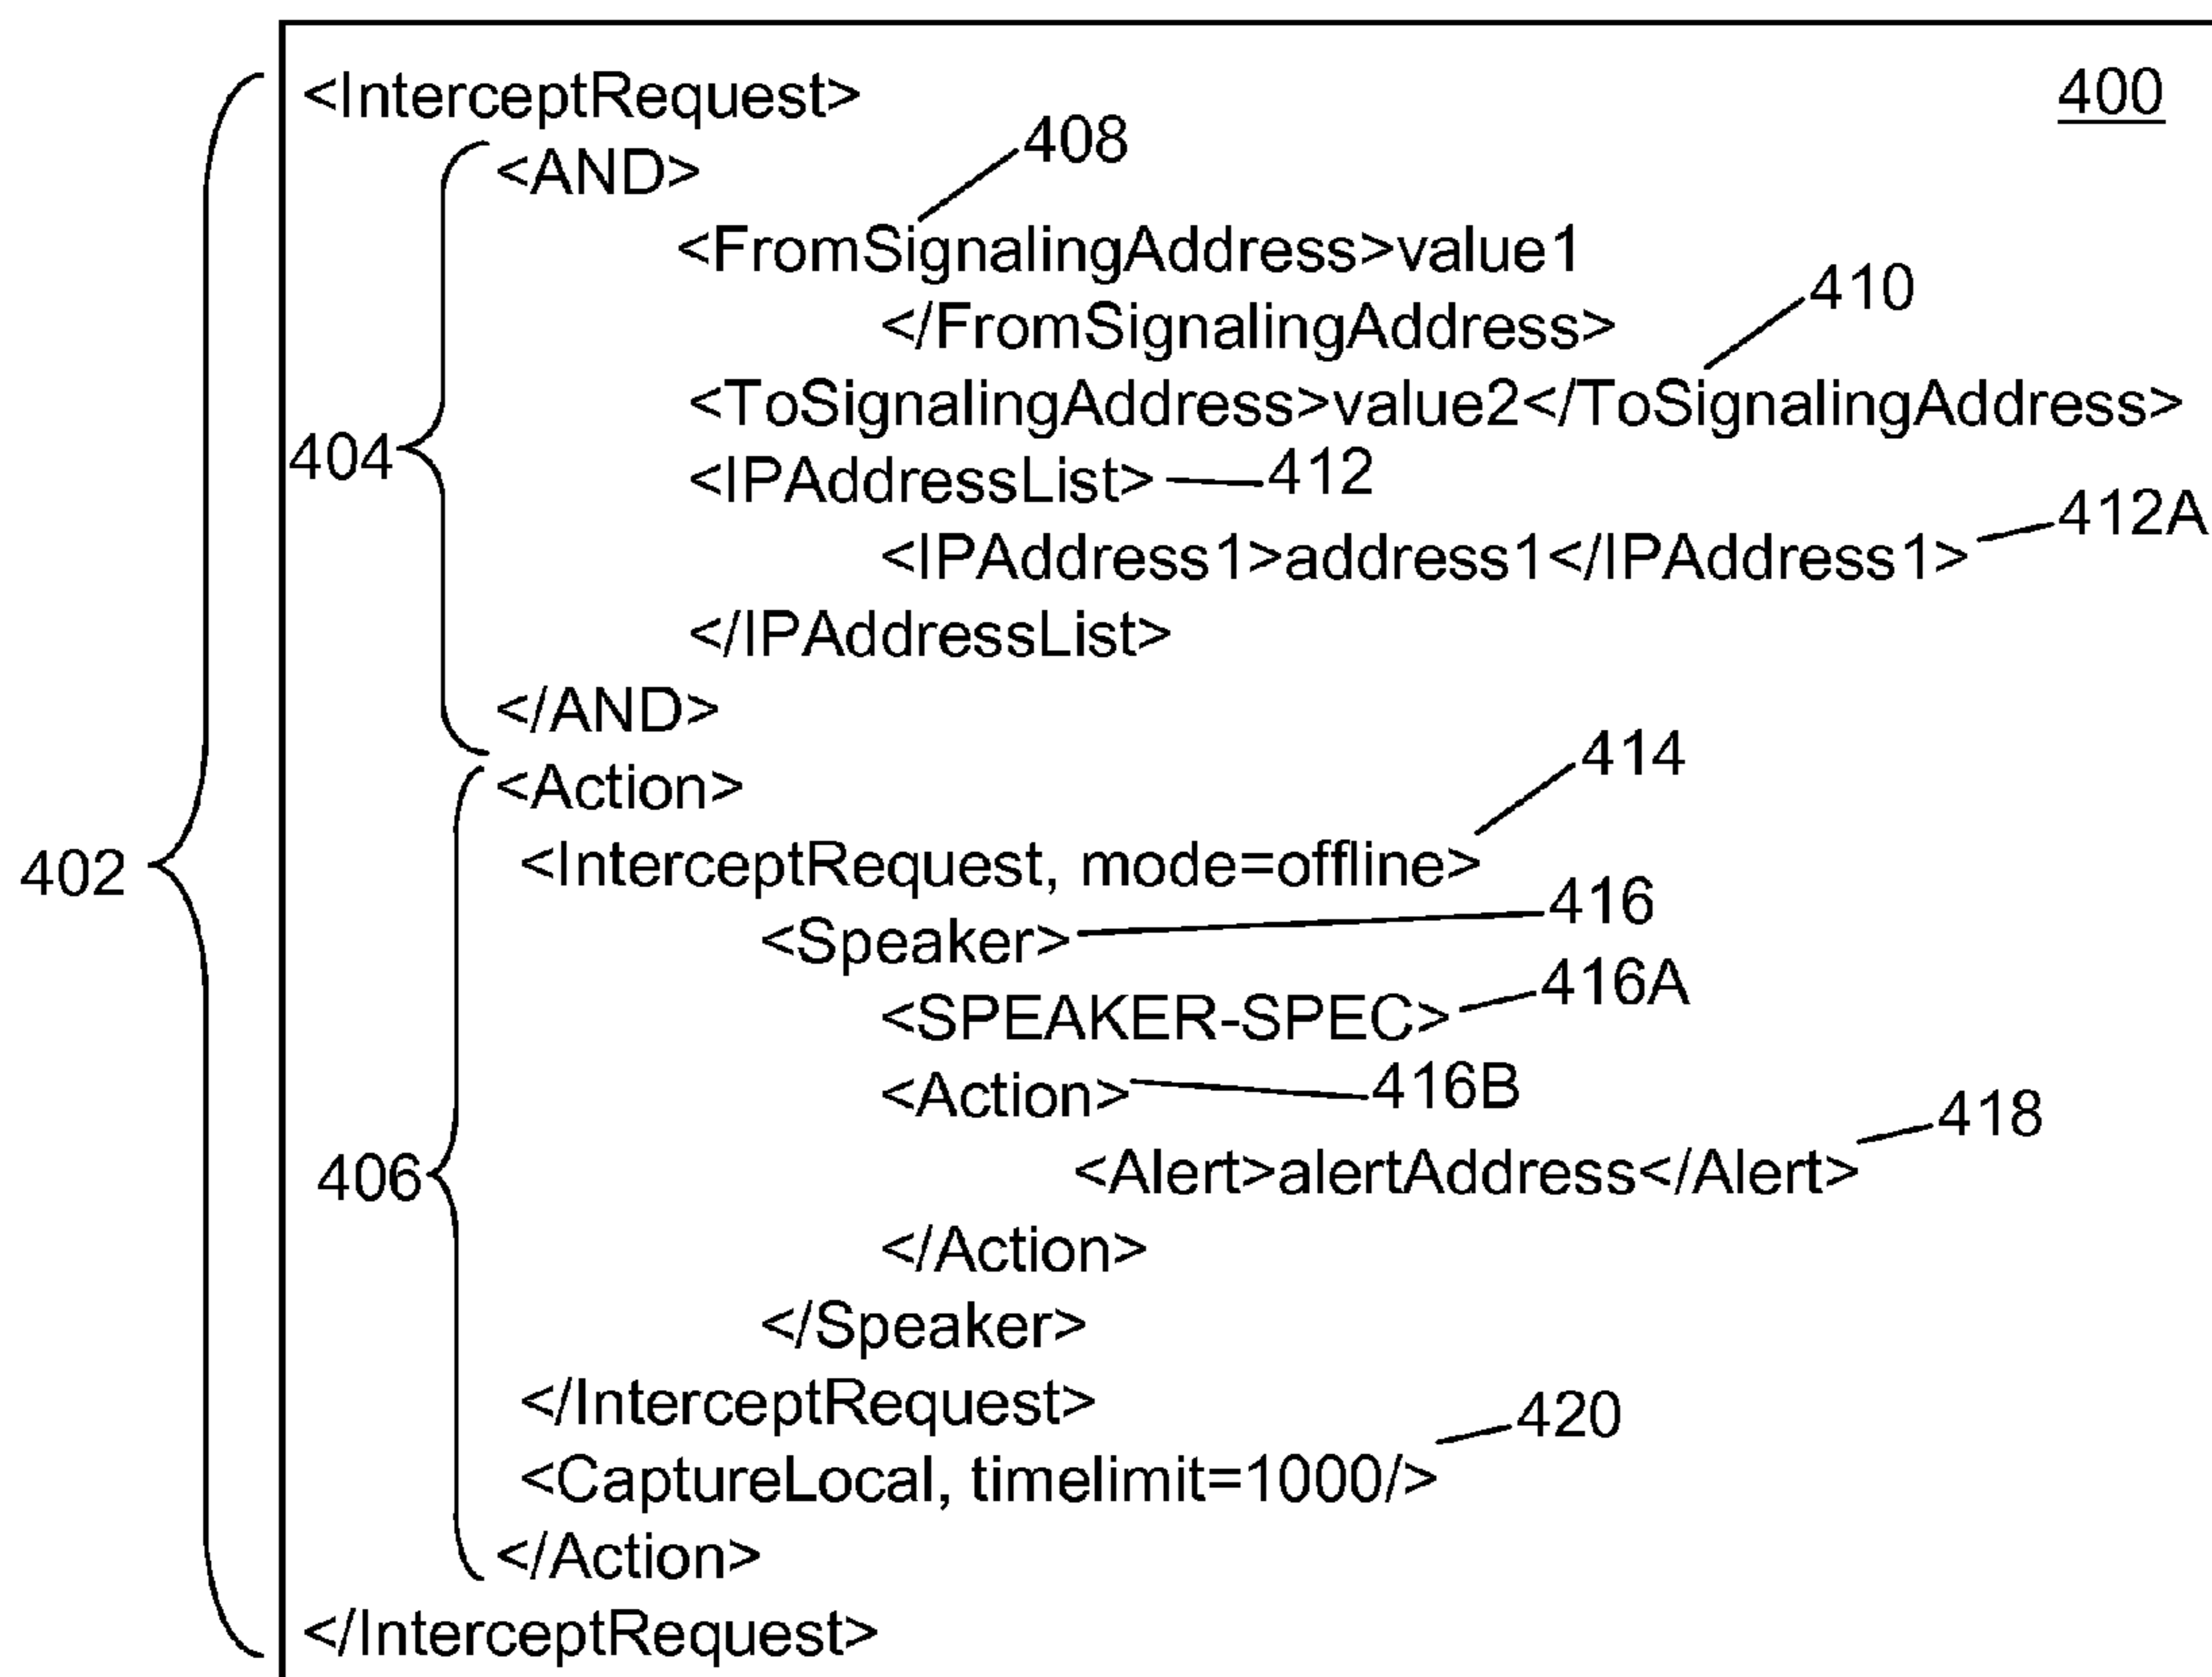 <InterceptRequest> 400
<AND> 408
<FromSignalingAddress>value1
</FromSignalingAddress> 410
<ToSignalingAddress>value2</ToSignalingAddress>
404 <IPAddressList> 412
<IPAddress1>address1</IPAddress1> 412A
</IPAddressList>
</AND>
<Action> 414
402 <InterceptRequest, mode=offline>
<Speaker> 416
<SPEAKER-SPEC> 416A
<Action> 416B
406 <Alert>alertAddress</Alert> 418
</Action>
</Speaker>
</InterceptRequest>
<CaptureLocal, timelimit=1000/> 420
</Action>
</InterceptRequest>